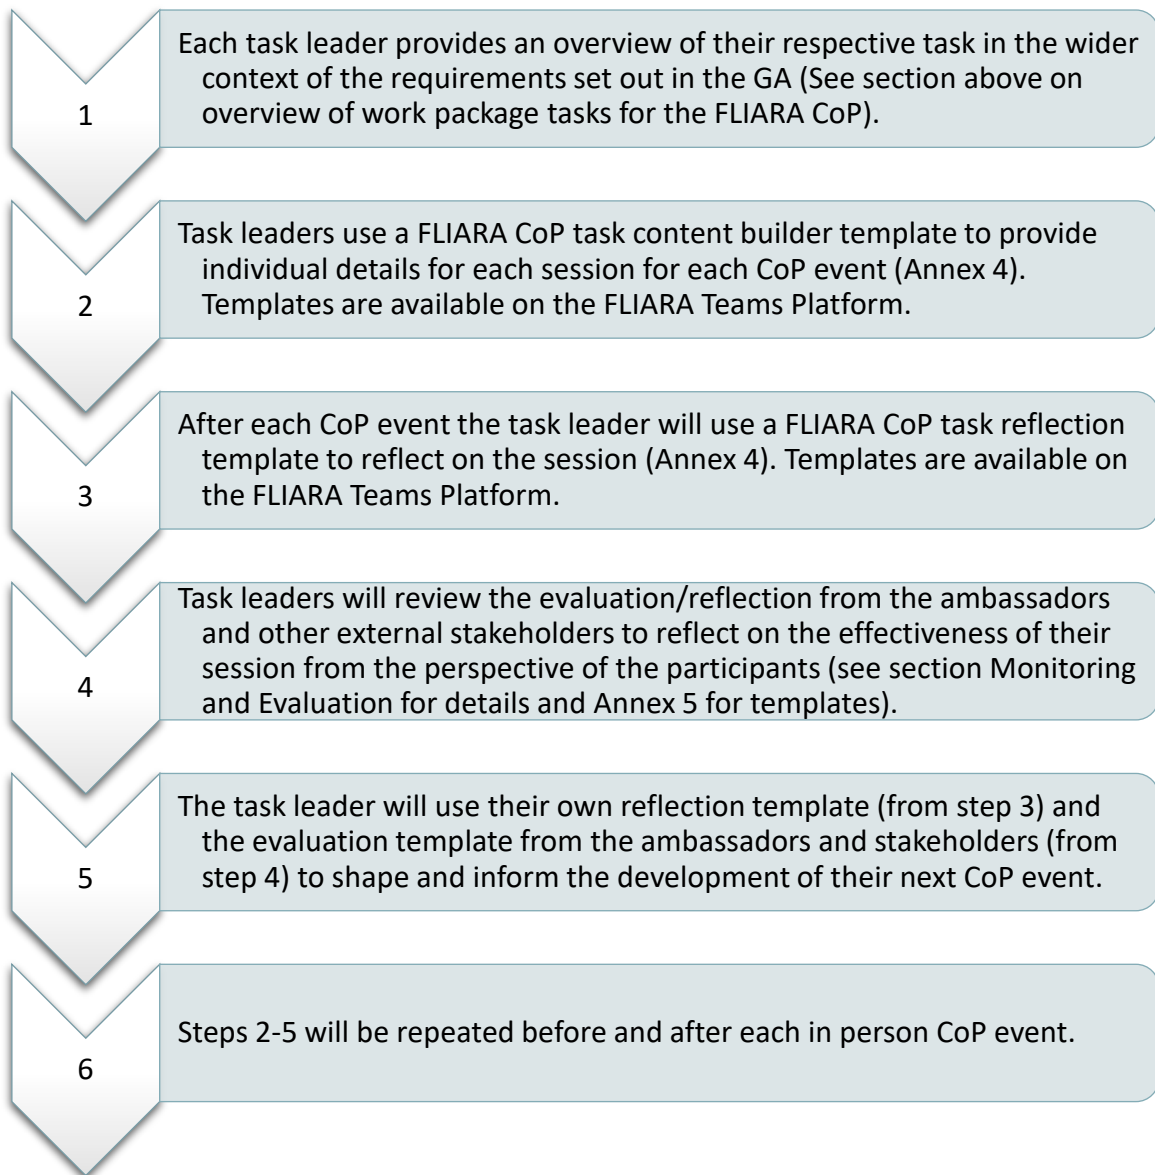 Each task leader provides an overview of their respective task in the wider
context of the requirements set out in the GA (See section above on
overview of work package tasks for the FLIARA CoP).
1
Task leaders use a FLIARA CoP task content builder template to provide
individual details for each session for each CoP event (Annex 4).
Templates are available on the FLIARA Teams Platform.
2
After each CoP event the task leader will use a FLIARA CoP task reflection
template to reflect on the session (Annex 4). Templates are available on
the FLIARA Teams Platform.
3
Task leaders will review the evaluation/reflection from the ambassadors
and other external stakeholders to reflect on the effectiveness of their
session from the perspective of the participants (see section Monitoring
and Evaluation for details and Annex 5 for templates).
4
The task leader will use their own reflection template (from step 3) and
the evaluation template from the ambassadors and stakeholders (from
step 4) to shape and inform the development of their next CoP event.
5
Steps 2-5 will be repeated before and after each in person CoP event.
6